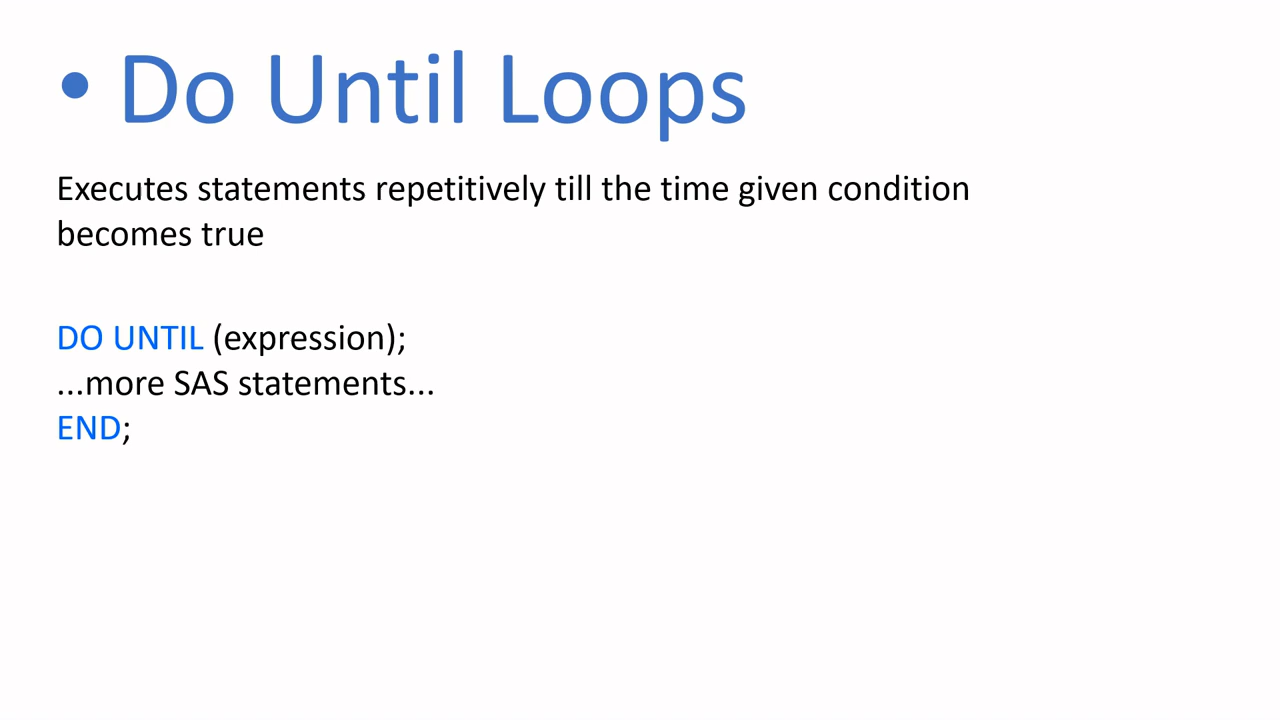 • Do Until Loops
Executes statements repetitively till the time given condition
becomes true
DO UNTIL (expression);
...more SAS statements...
END;